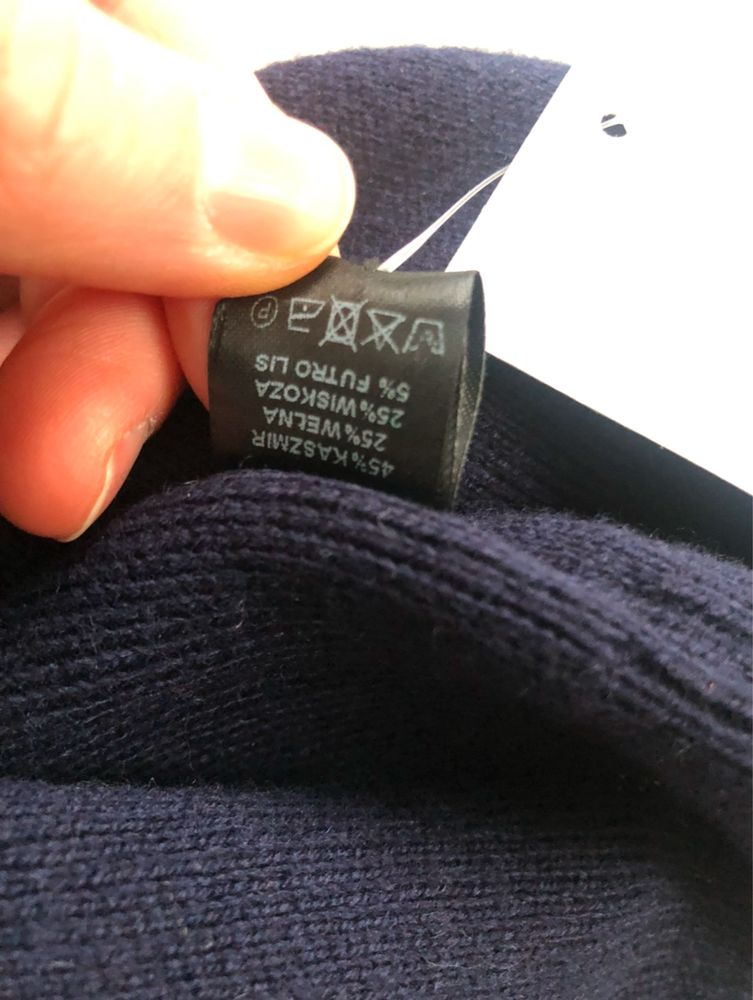 45% KASZMIR
25% WEŁNA
25% WISKOZA
5% FUTRO LIS
P